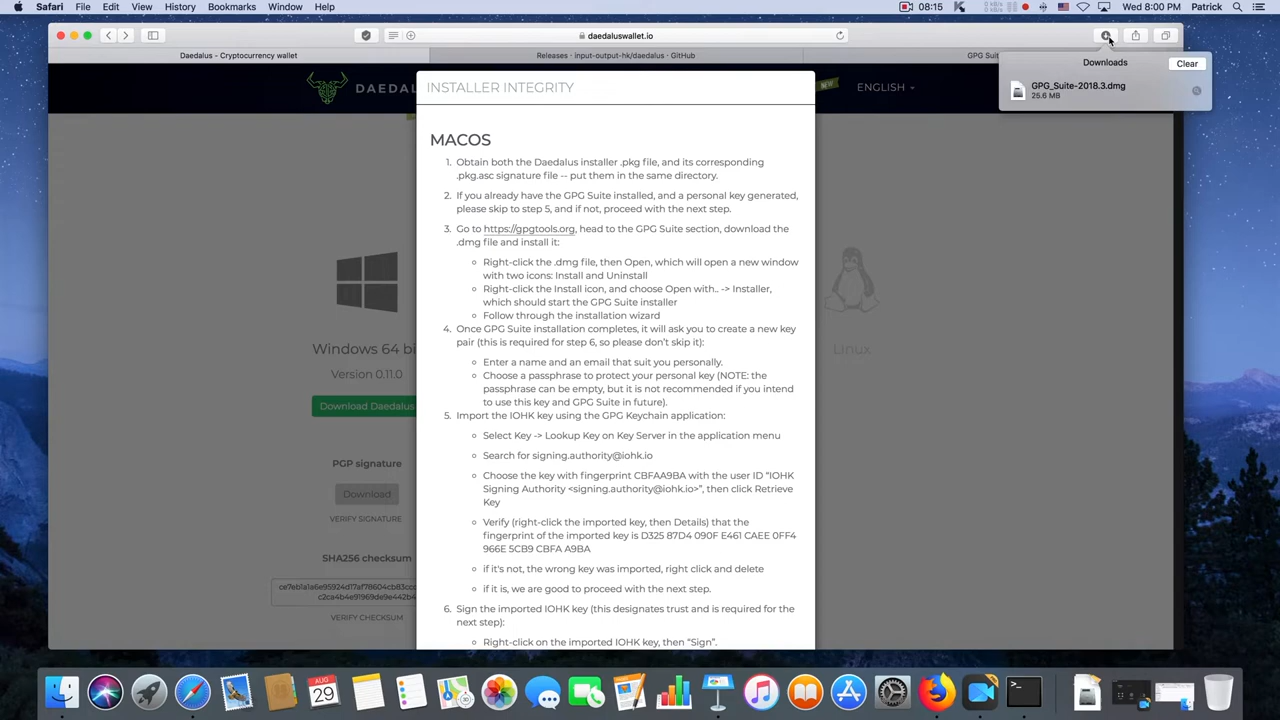 Safari File Edit View History Bookmarks Window Help
08:15
0 kB/s
0 kB/s
Wed 8:00 PM Patrick
daedaluswallet.io
Daedalus - Cryptocurrency wallet
Releases · input-output-hk/daedalus · GitHub
GPG Su
Downloads
Clear
GPG_Suite-2018.3.dmg
25.6 MB
DAEDAL
NEW
ENGLISH
INSTALLER INTEGRITY
MACOS
1. Obtain both the Daedalus installer .pkg file, and its corresponding
.pkg.asc signature file -- put them in the same directory.
2. If you already have the GPG Suite installed, and a personal key generated,
please skip to step 5, and if not, proceed with the next step.
3. Go to https://gpgtools.org, head to the GPG Suite section, download the
.dmg file and install it:
Right-click the .dmg file, then Open, which will open a new window
with two icons: Install and Uninstall
Right-click the Install icon, and choose Open with.. -> Installer,
which should start the GPG Suite installer
Follow through the installation wizard
4. Once GPG Suite installation completes, it will ask you to create a new key
pair (this is required for step 6, so please don't skip it):
Enter a name and an email that suit you personally.
Choose a passphrase to protect your personal key (NOTE: the
passphrase can be empty, but it is not recommended if you intend
to use this key and GPG Suite in future).
5. Import the IOHK key using the GPG Keychain application:
Select Key -> Lookup Key on Key Server in the application menu
Search for signing.authority@iohk.io
Choose the key with fingerprint CBFAA9BA with the user ID “IOHK
Signing Authority <signing.authority@iohk.io>”, then click Retrieve
Key
Verify (right-click the imported key, then Details) that the
fingerprint of the imported key is D325 87D4 090F E461 CAEE 0FF4
966E 5CB9 CBFA A9BA
if it's not, the wrong key was imported, right click and delete
if it is, we are good to proceed with the next step.
6. Sign the imported IOHK key (this designates trust and is required for the
next step):
Right-click on the imported IOHK key, then “Sign”.
Windows 64 bi
Version 0.11.0
Download Daedalus
PGP signature
Download
VERIFY SIGNATURE
SHA256 checksum
VERIFY CHECKSUM
Linux
AUG
29